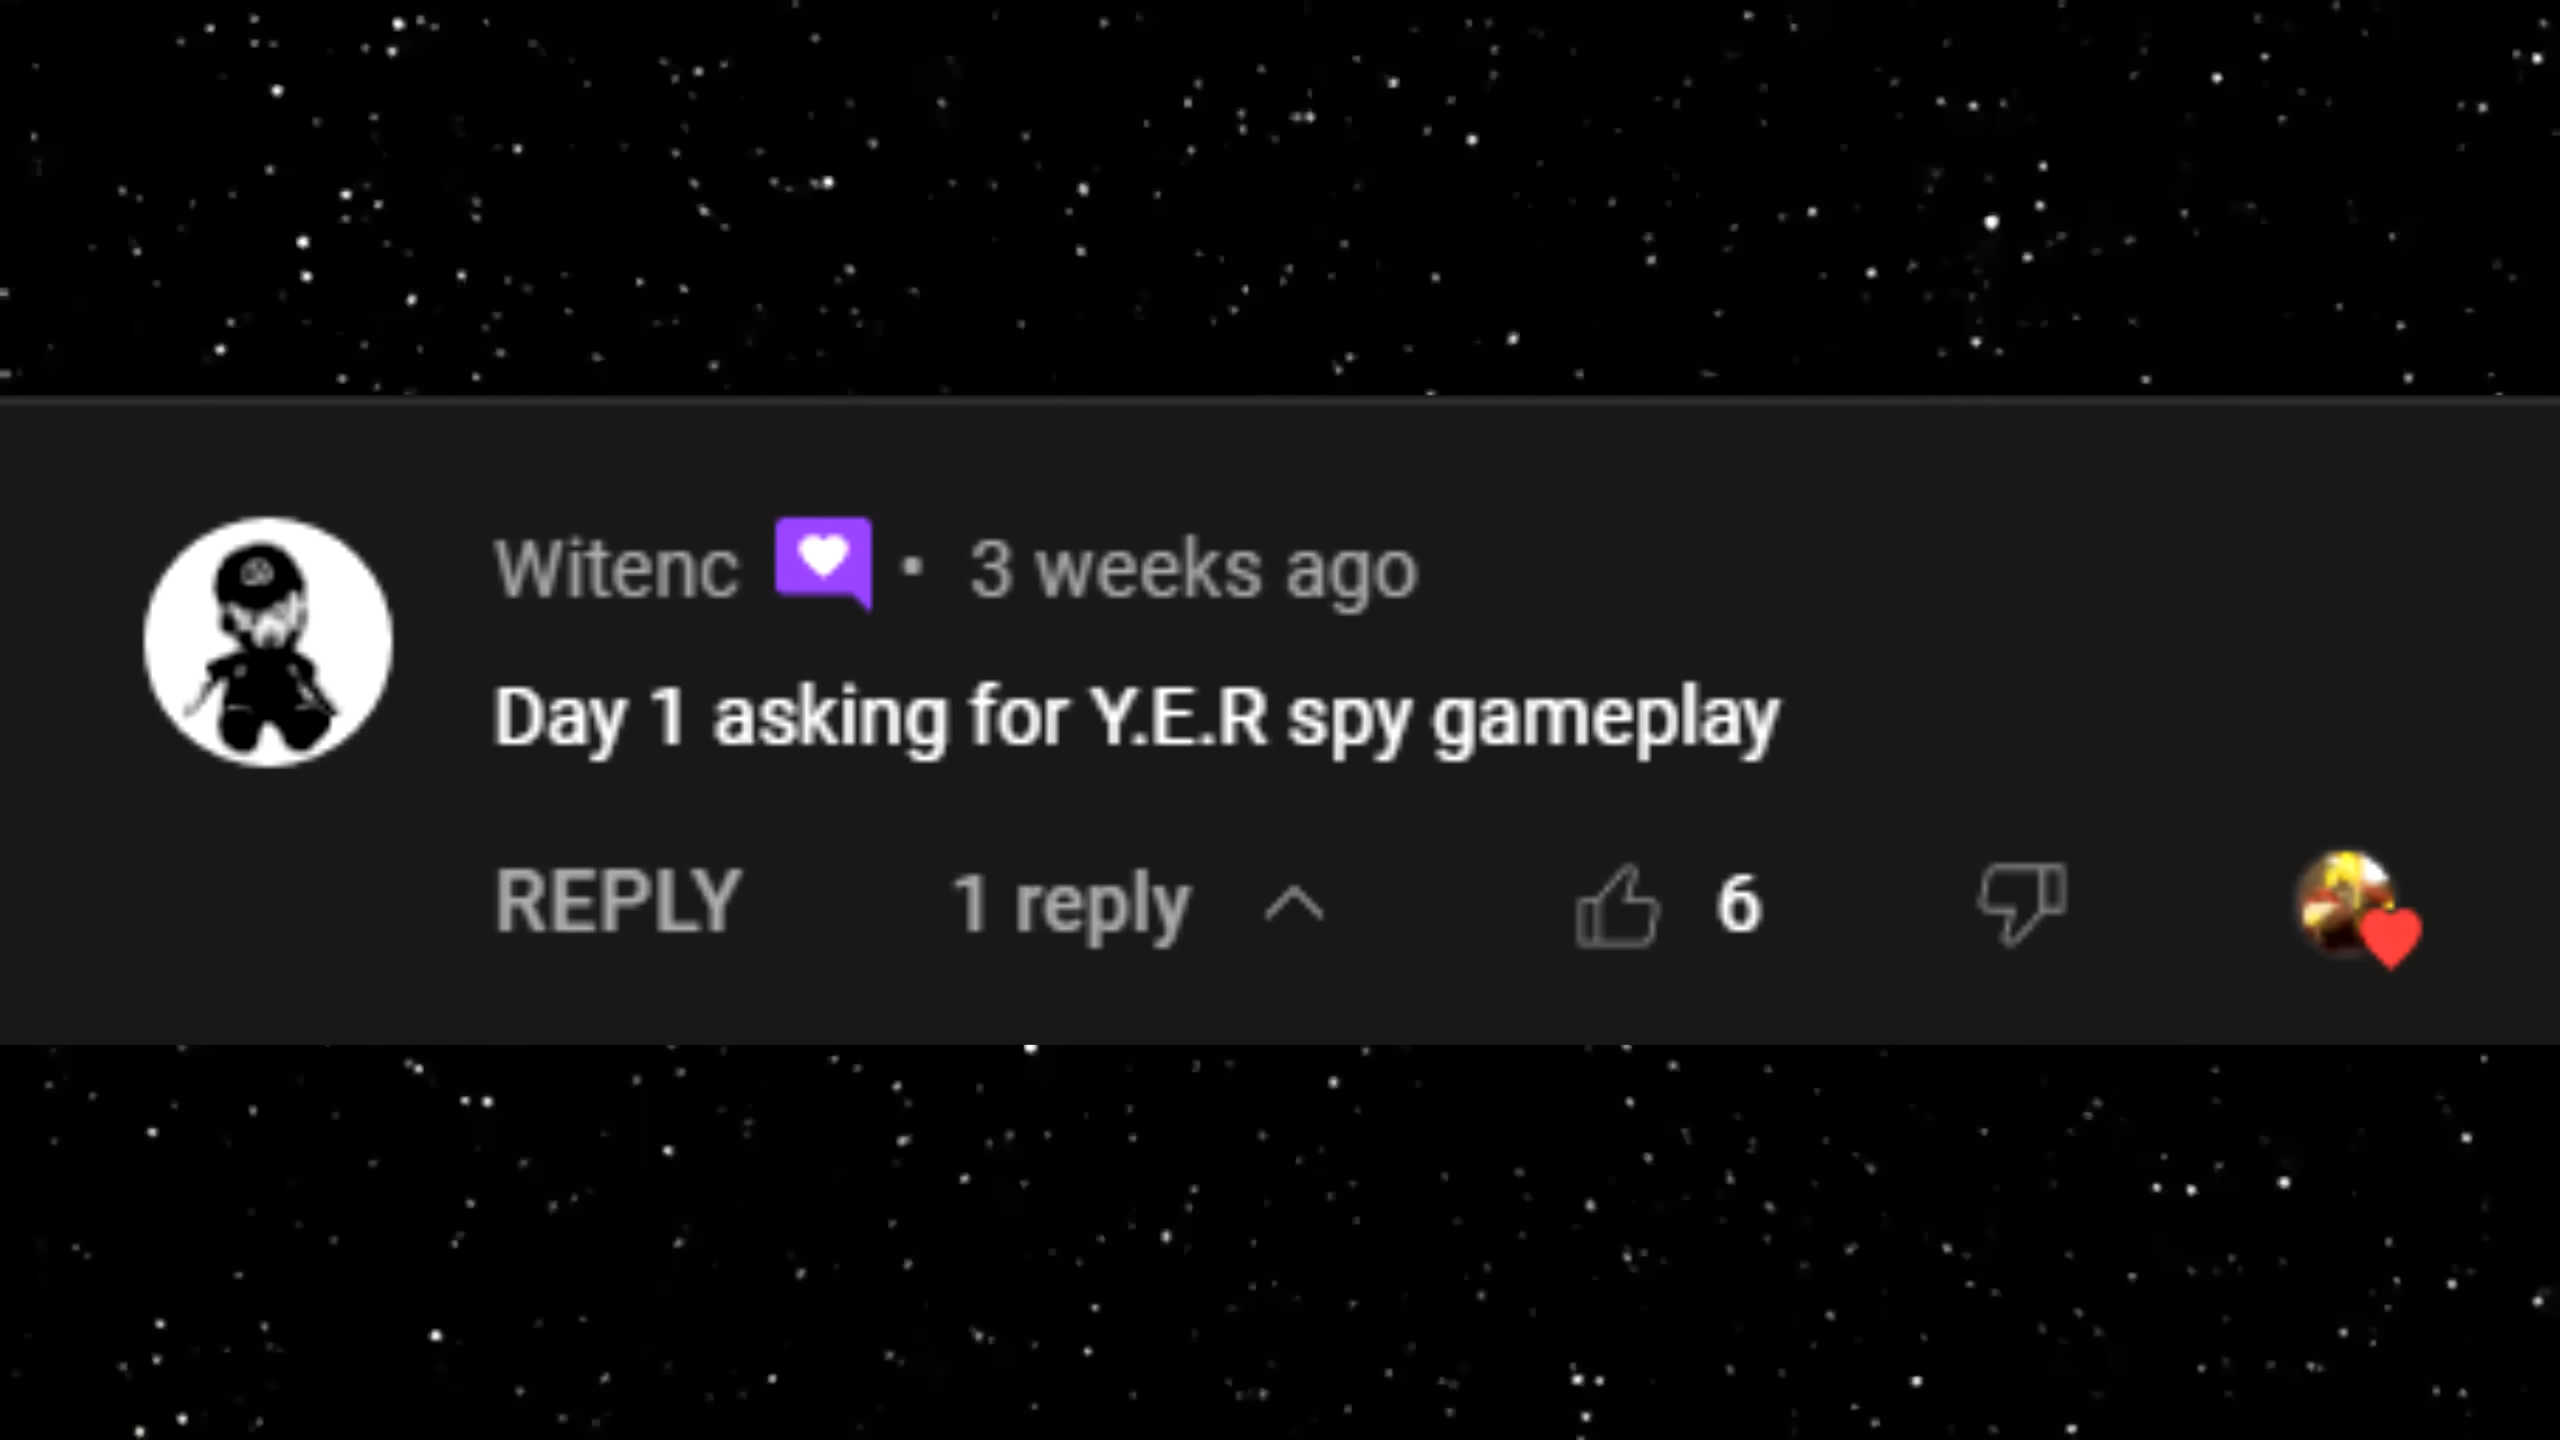 Witenc • 3 weeks ago
Day 1 asking for Y.E.R spy gameplay
REPLY 1 reply 6